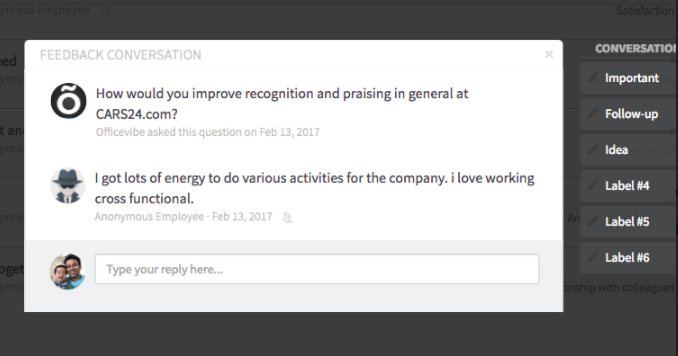 ymous Employee
Satisfaction
FEEDBACK CONVERSATION
×
CONVERSATION
How would you improve recognition and praising in general at
CARS24.com?
Officevibe asked this question on Feb 13, 2017
Important
Follow-up
Idea
I got lots of energy to do various activities for the company. i love working
cross functional.
Anonymous Employee · Feb 13, 2017
Label #4
Label #5
Label #6
Type your reply here...
onship with colleagues